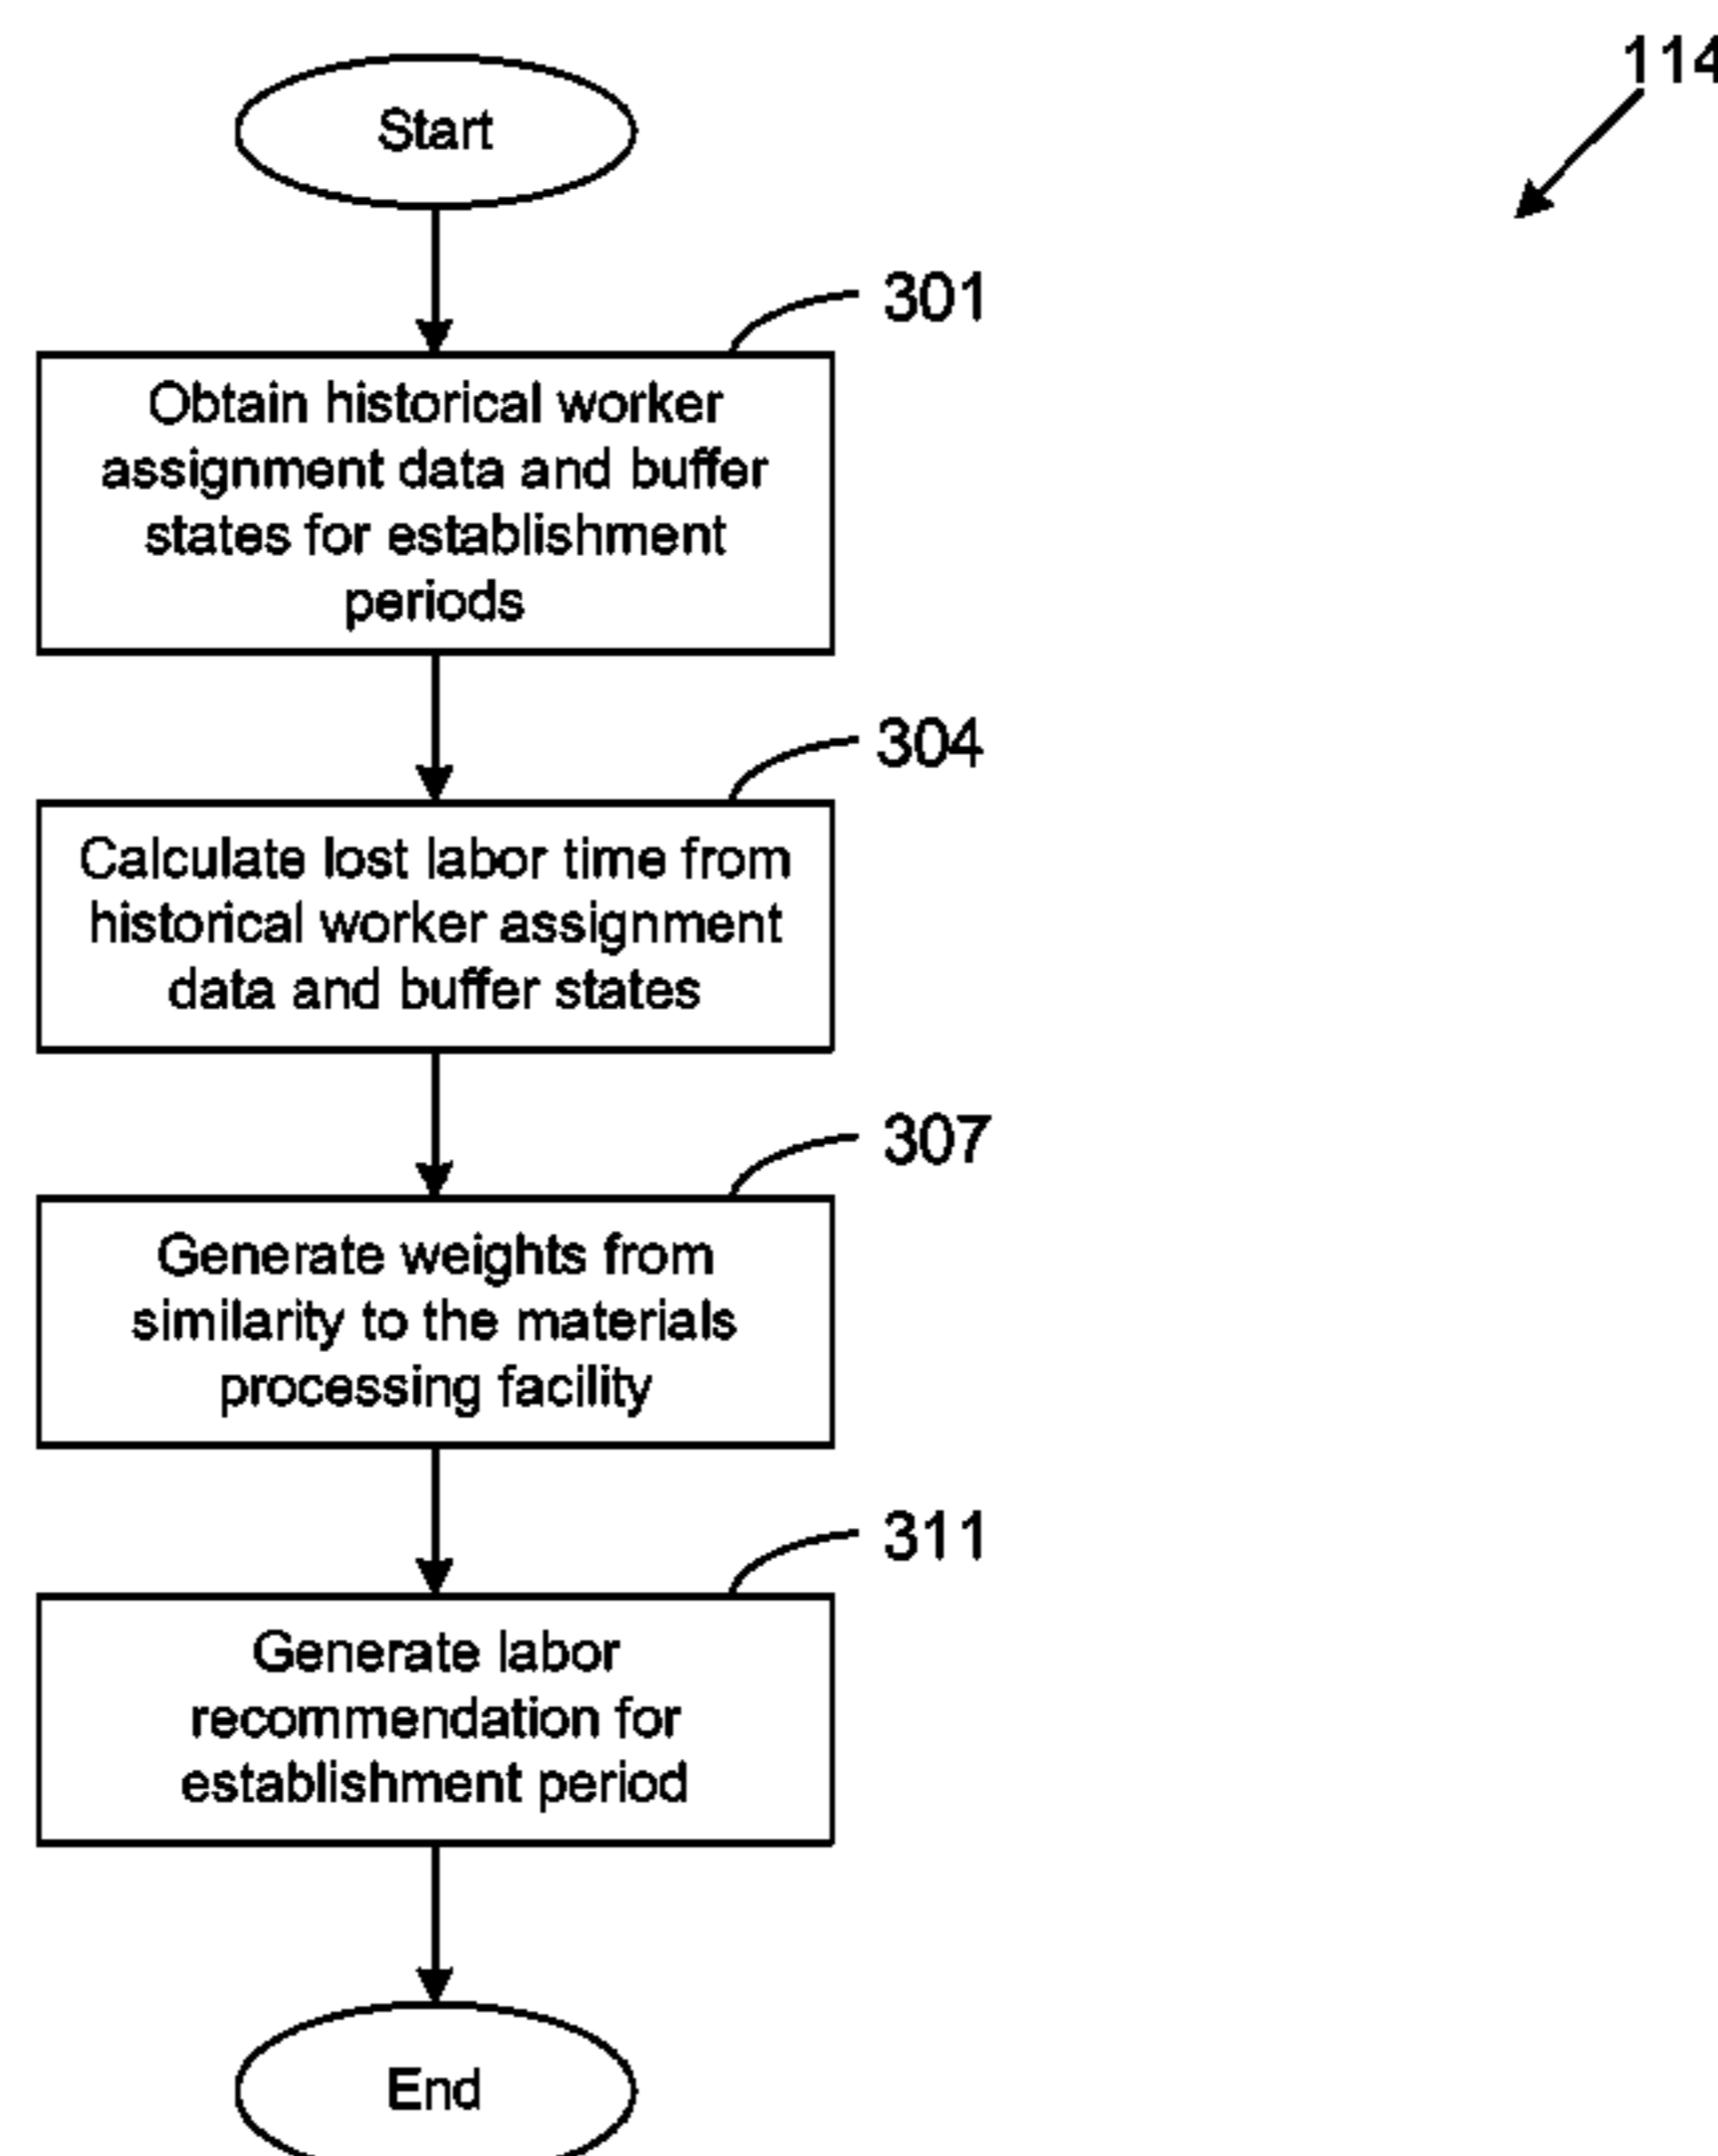 114
Start
301
Obtain historical worker
assignment data and buffer
states for establishment
periods
304
Calculate lost labor time from
historical worker assignment
data and buffer states
307
Generate weights from
similarity to the materials
processing facility
311
Generate labor
recommendation for
establishment period
End